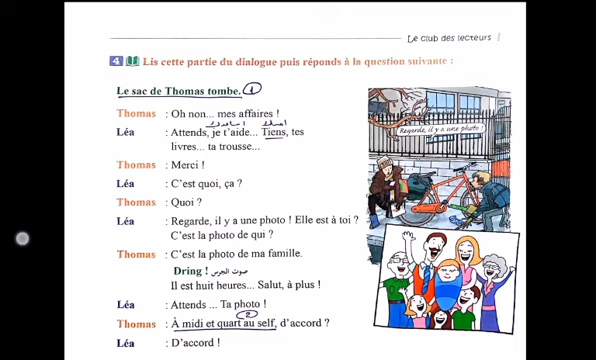 Le club des lecteurs
4 Lis cette partie du dialogue puis réponds à la question suivante :
Le sac de Thomas tombe. 1
Thomas : Oh non... mes affaires !
Léa : Attends, je t'aide... Tiens, tes
livres... ta trousse...
Thomas : Merci !
Léa : C'est quoi, ça ?
Thomas : Quoi ?
Léa : Regarde, il y a une photo ! Elle est à toi ?
C'est la photo de qui ?
Thomas : C'est la photo de ma famille.
Dring ! صوت الجرس
Il est huit heures... Salut, à plus !
Léa : Attends ... Ta photo !
2
Thomas : À midi et quart au self, d'accord ?
Léa : D'accord !
Regarde, il y a une photo !